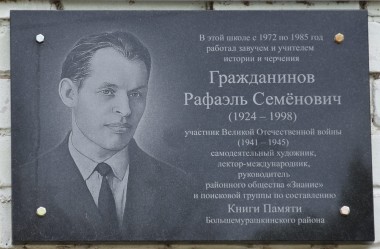 В этой школе с 1972 по 1985 год
работал завучем и учителем
истории и черчения
Гражданинов
Рафаэль Семёнович
(1924 – 1998)
участник Великой Отечественной войны
(1941 – 1945)
самодеятельный художник,
лектор-международник,
руководитель
районного общества «Знание»
и поисковой группы по составлению
Книги Памяти
Большемурашкинского района